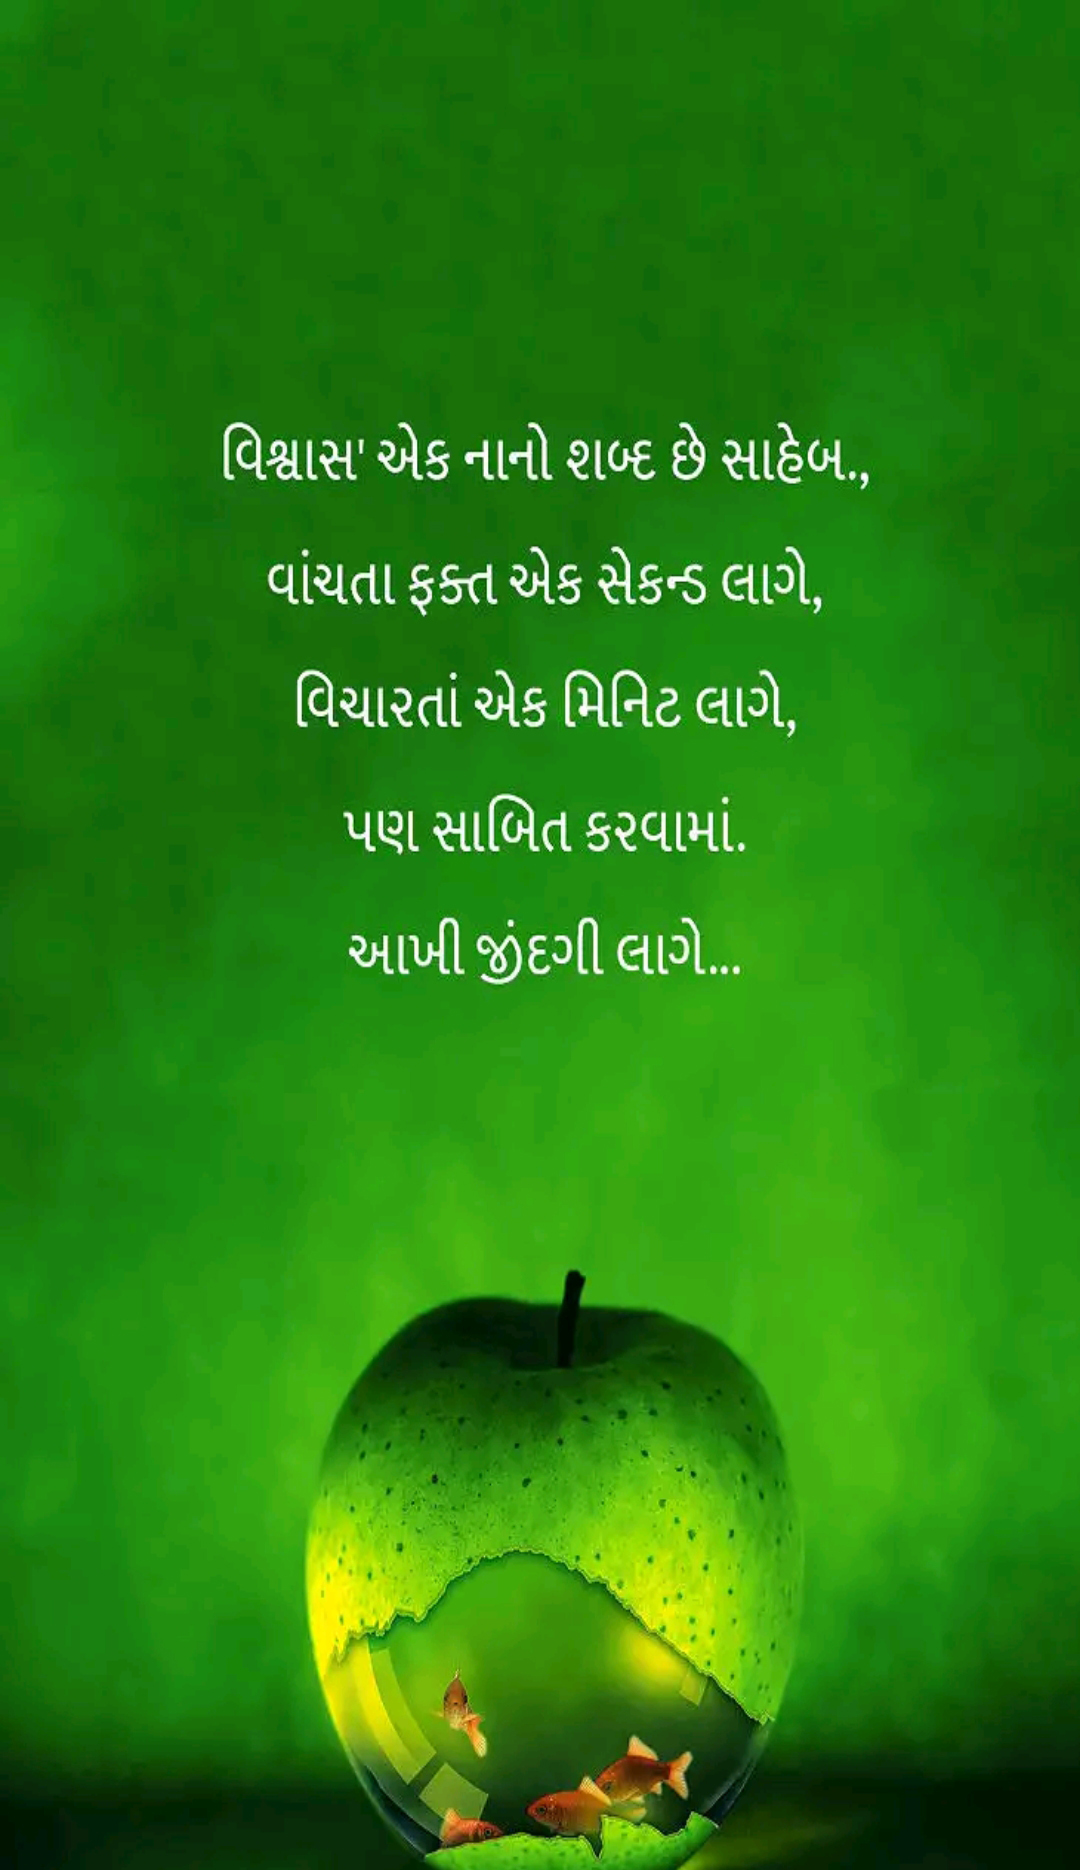 વિશ્વાસ' એક નાનો શબ્દ છે સાહેબ.,
વાંચતા ફક્ત એક સેકન્ડ લાગે,
વિચારતાં એક મિનિટ લાગે,
પણ સાબિત કરવામાં.
આખી જીંદગી લાગે...